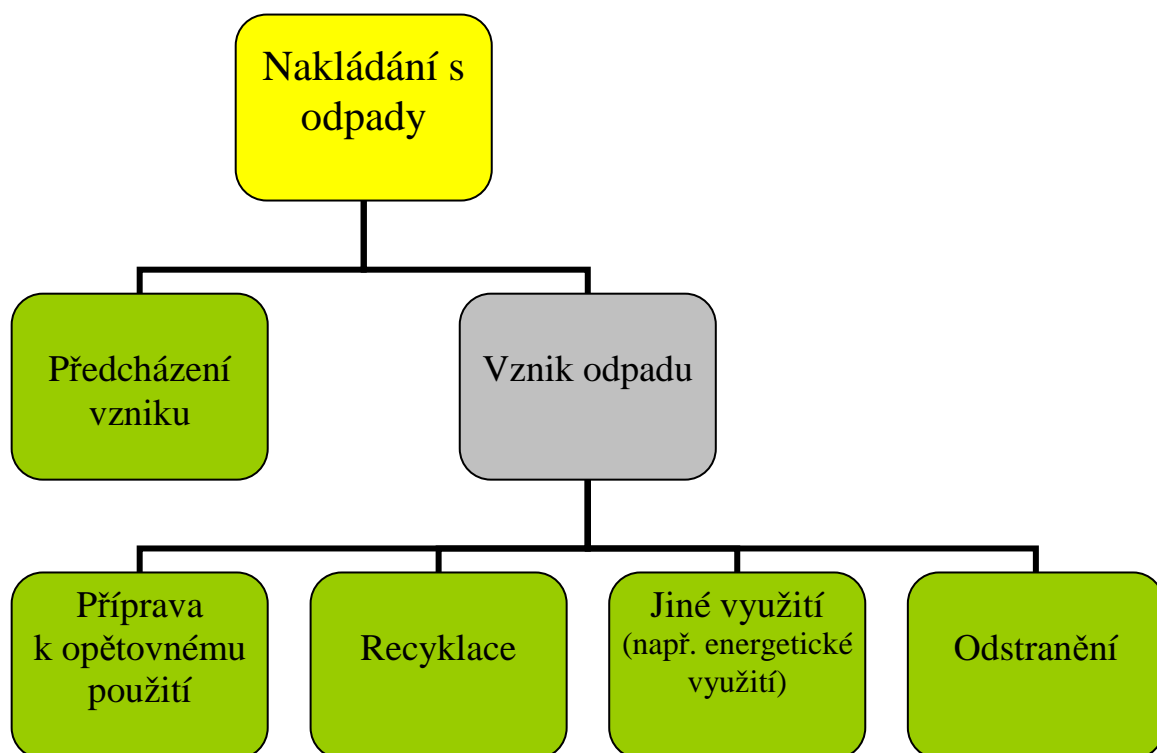 Nakládání s
odpady
Předcházení
vzniku
Vznik odpadu
Příprava
k opětovnému
použití
Recyklace
Jiné využití
(např. energetické
využití)
Odstranění